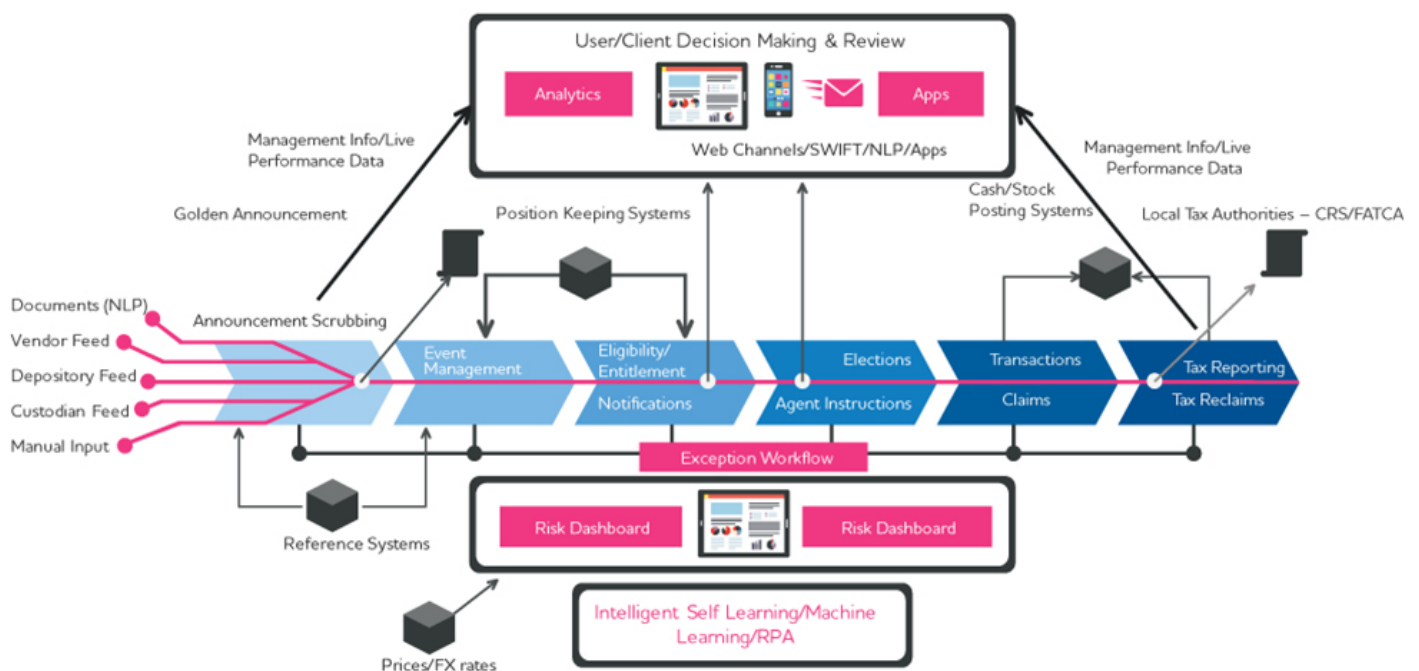 User/Client Decision Making & Review
Analytics
Apps
Web Channels/SWIFT/NLP/Apps
Management Info/Live
Performance Data
Management Info/Live
Performance Data
Golden Announcement
Position Keeping Systems
Cash/Stock
Posting Systems
Local Tax Authorities – CRS/FATCA
Documents (NLP)
Vendor Feed
Depository Feed
Custodian Feed
Manual Input
Announcement Scrubbing
Event
Management
Eligibility/
Entitlement
Notifications
Elections
Agent Instructions
Transactions
Claims
Tax Reporting
Tax Reclaims
Exception Workflow
Reference Systems
Risk Dashboard
Risk Dashboard
Intelligent Self Learning/Machine
Learning/RPA
Prices/FX rates